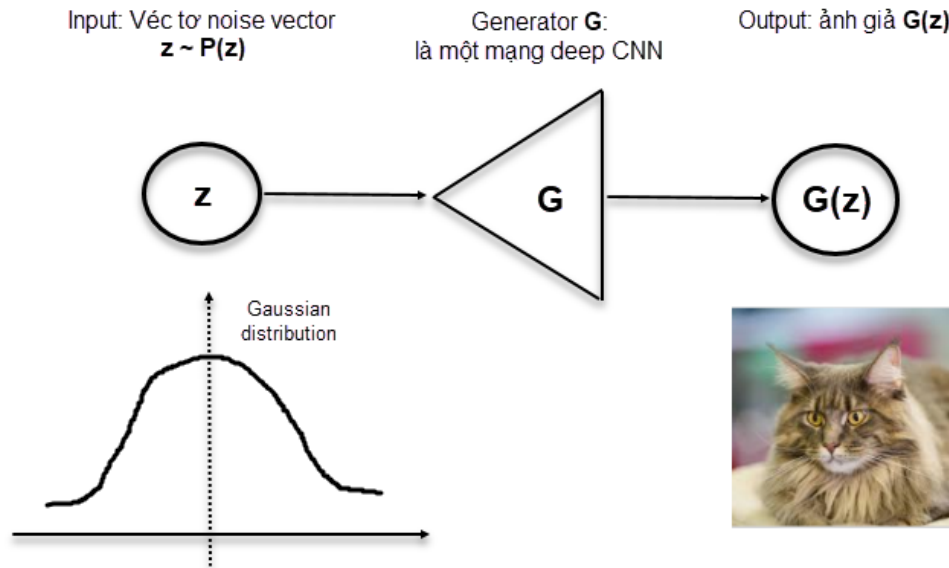 Input: Véc tơ noise vector
z ~ P(z)
Generator G:
là một mạng deep CNN
Output: ảnh giả G(z)
z
G
G(z)
Gaussian
distribution